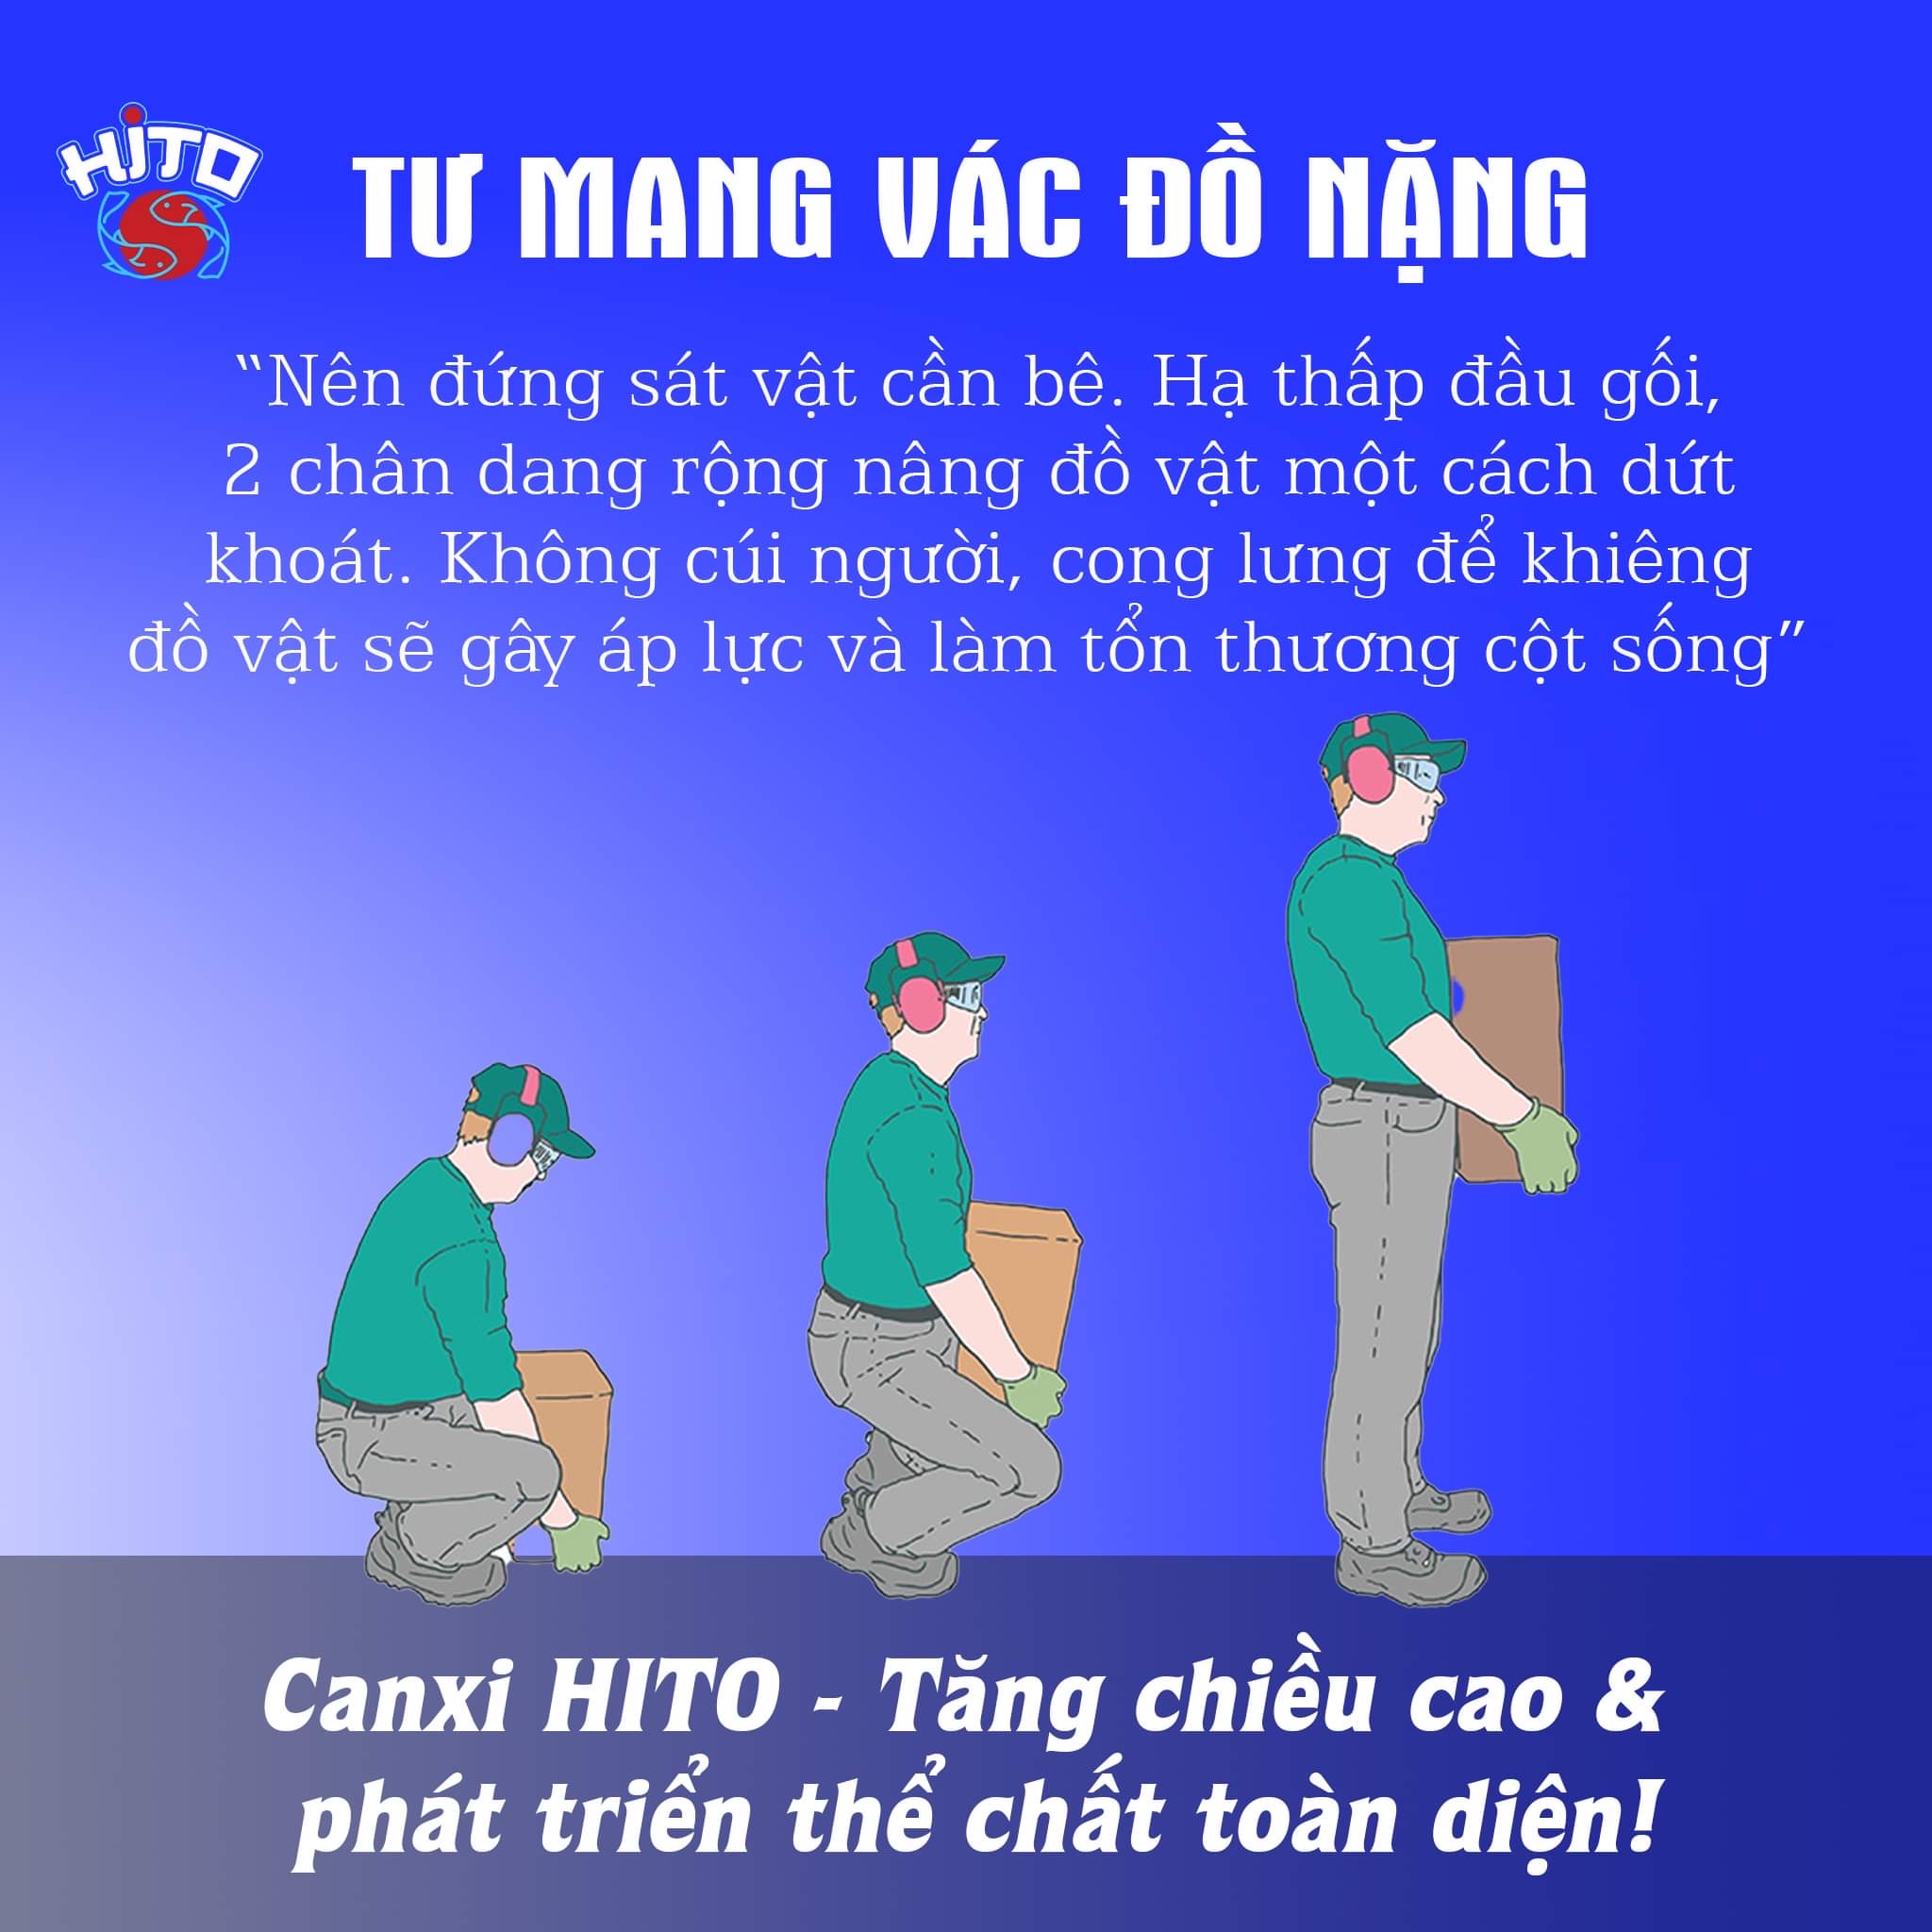 HITO
TƯ MANG VÁC ĐỒ NẶNG
“Nên đứng sát vật cần bê. Hạ thấp đầu gối,
2 chân dang rộng nâng đồ vật một cách dứt
khoát. Không cúi người, cong lưng để khiêng
đồ vật sẽ gây áp lực và làm tổn thương cột sống”
Canxi HITO - Tăng chiều cao &
phát triển thể chất toàn diện!